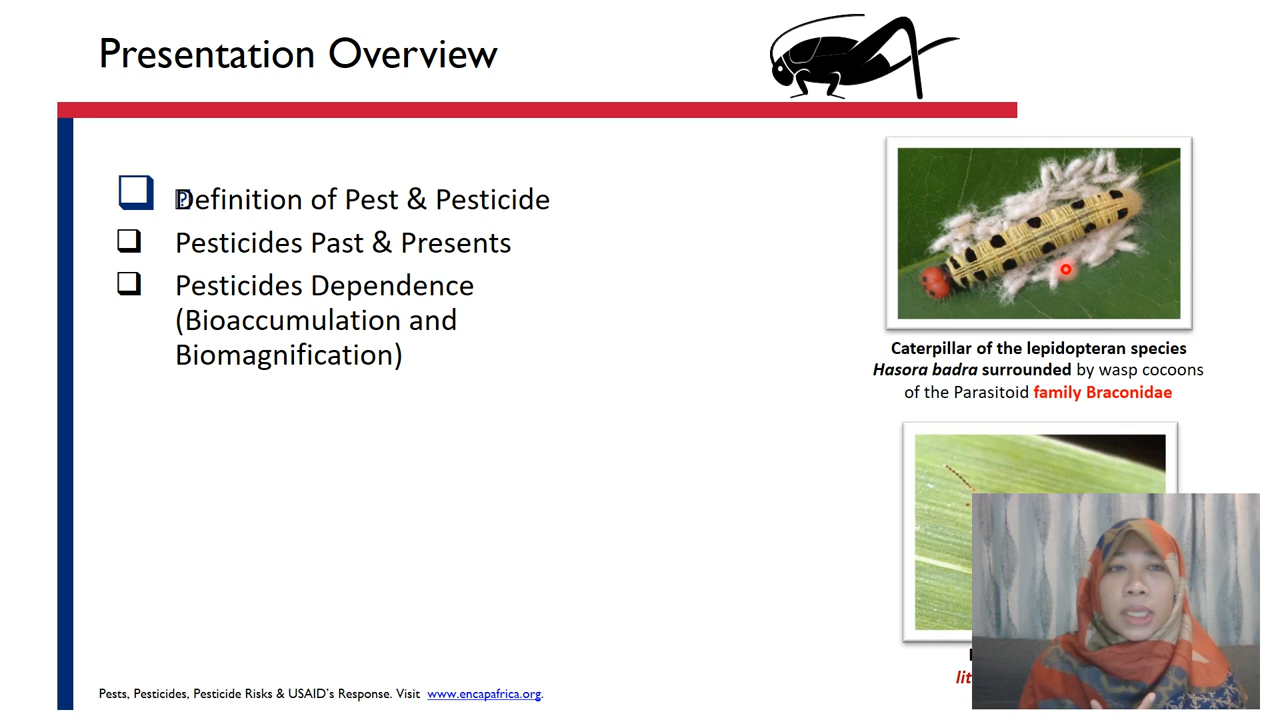 Presentation Overview
Definition of Pest & Pesticide
Pesticides Past & Presents
Pesticides Dependence
(Bioaccumulation and
Biomagnification)
Caterpillar of the lepidopteran species
Hasora badra surrounded by wasp cocoons
of the Parasitoid family Braconidae
Pests, Pesticides, Pesticide Risks & USAID's Response. Visit www.encapafrica.org.